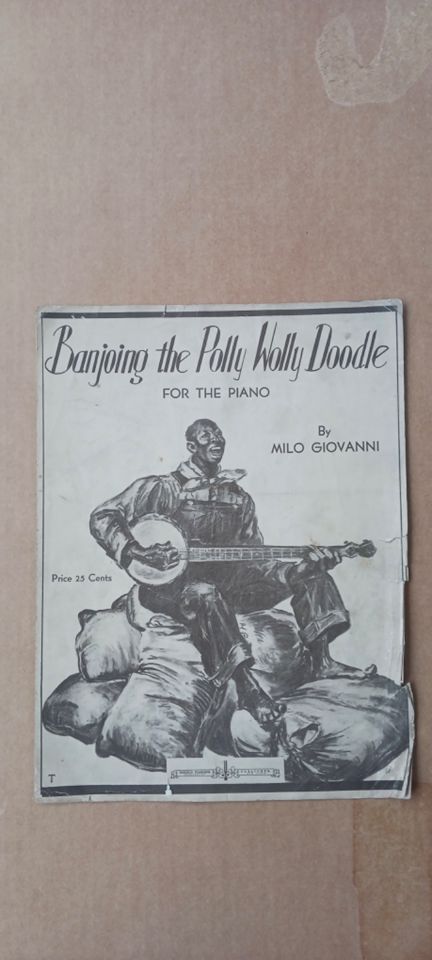 Banjoing the Polly Wolly Doodle
FOR THE PIANO
By
MILO GIOVANNI
Price 25 Cents
T